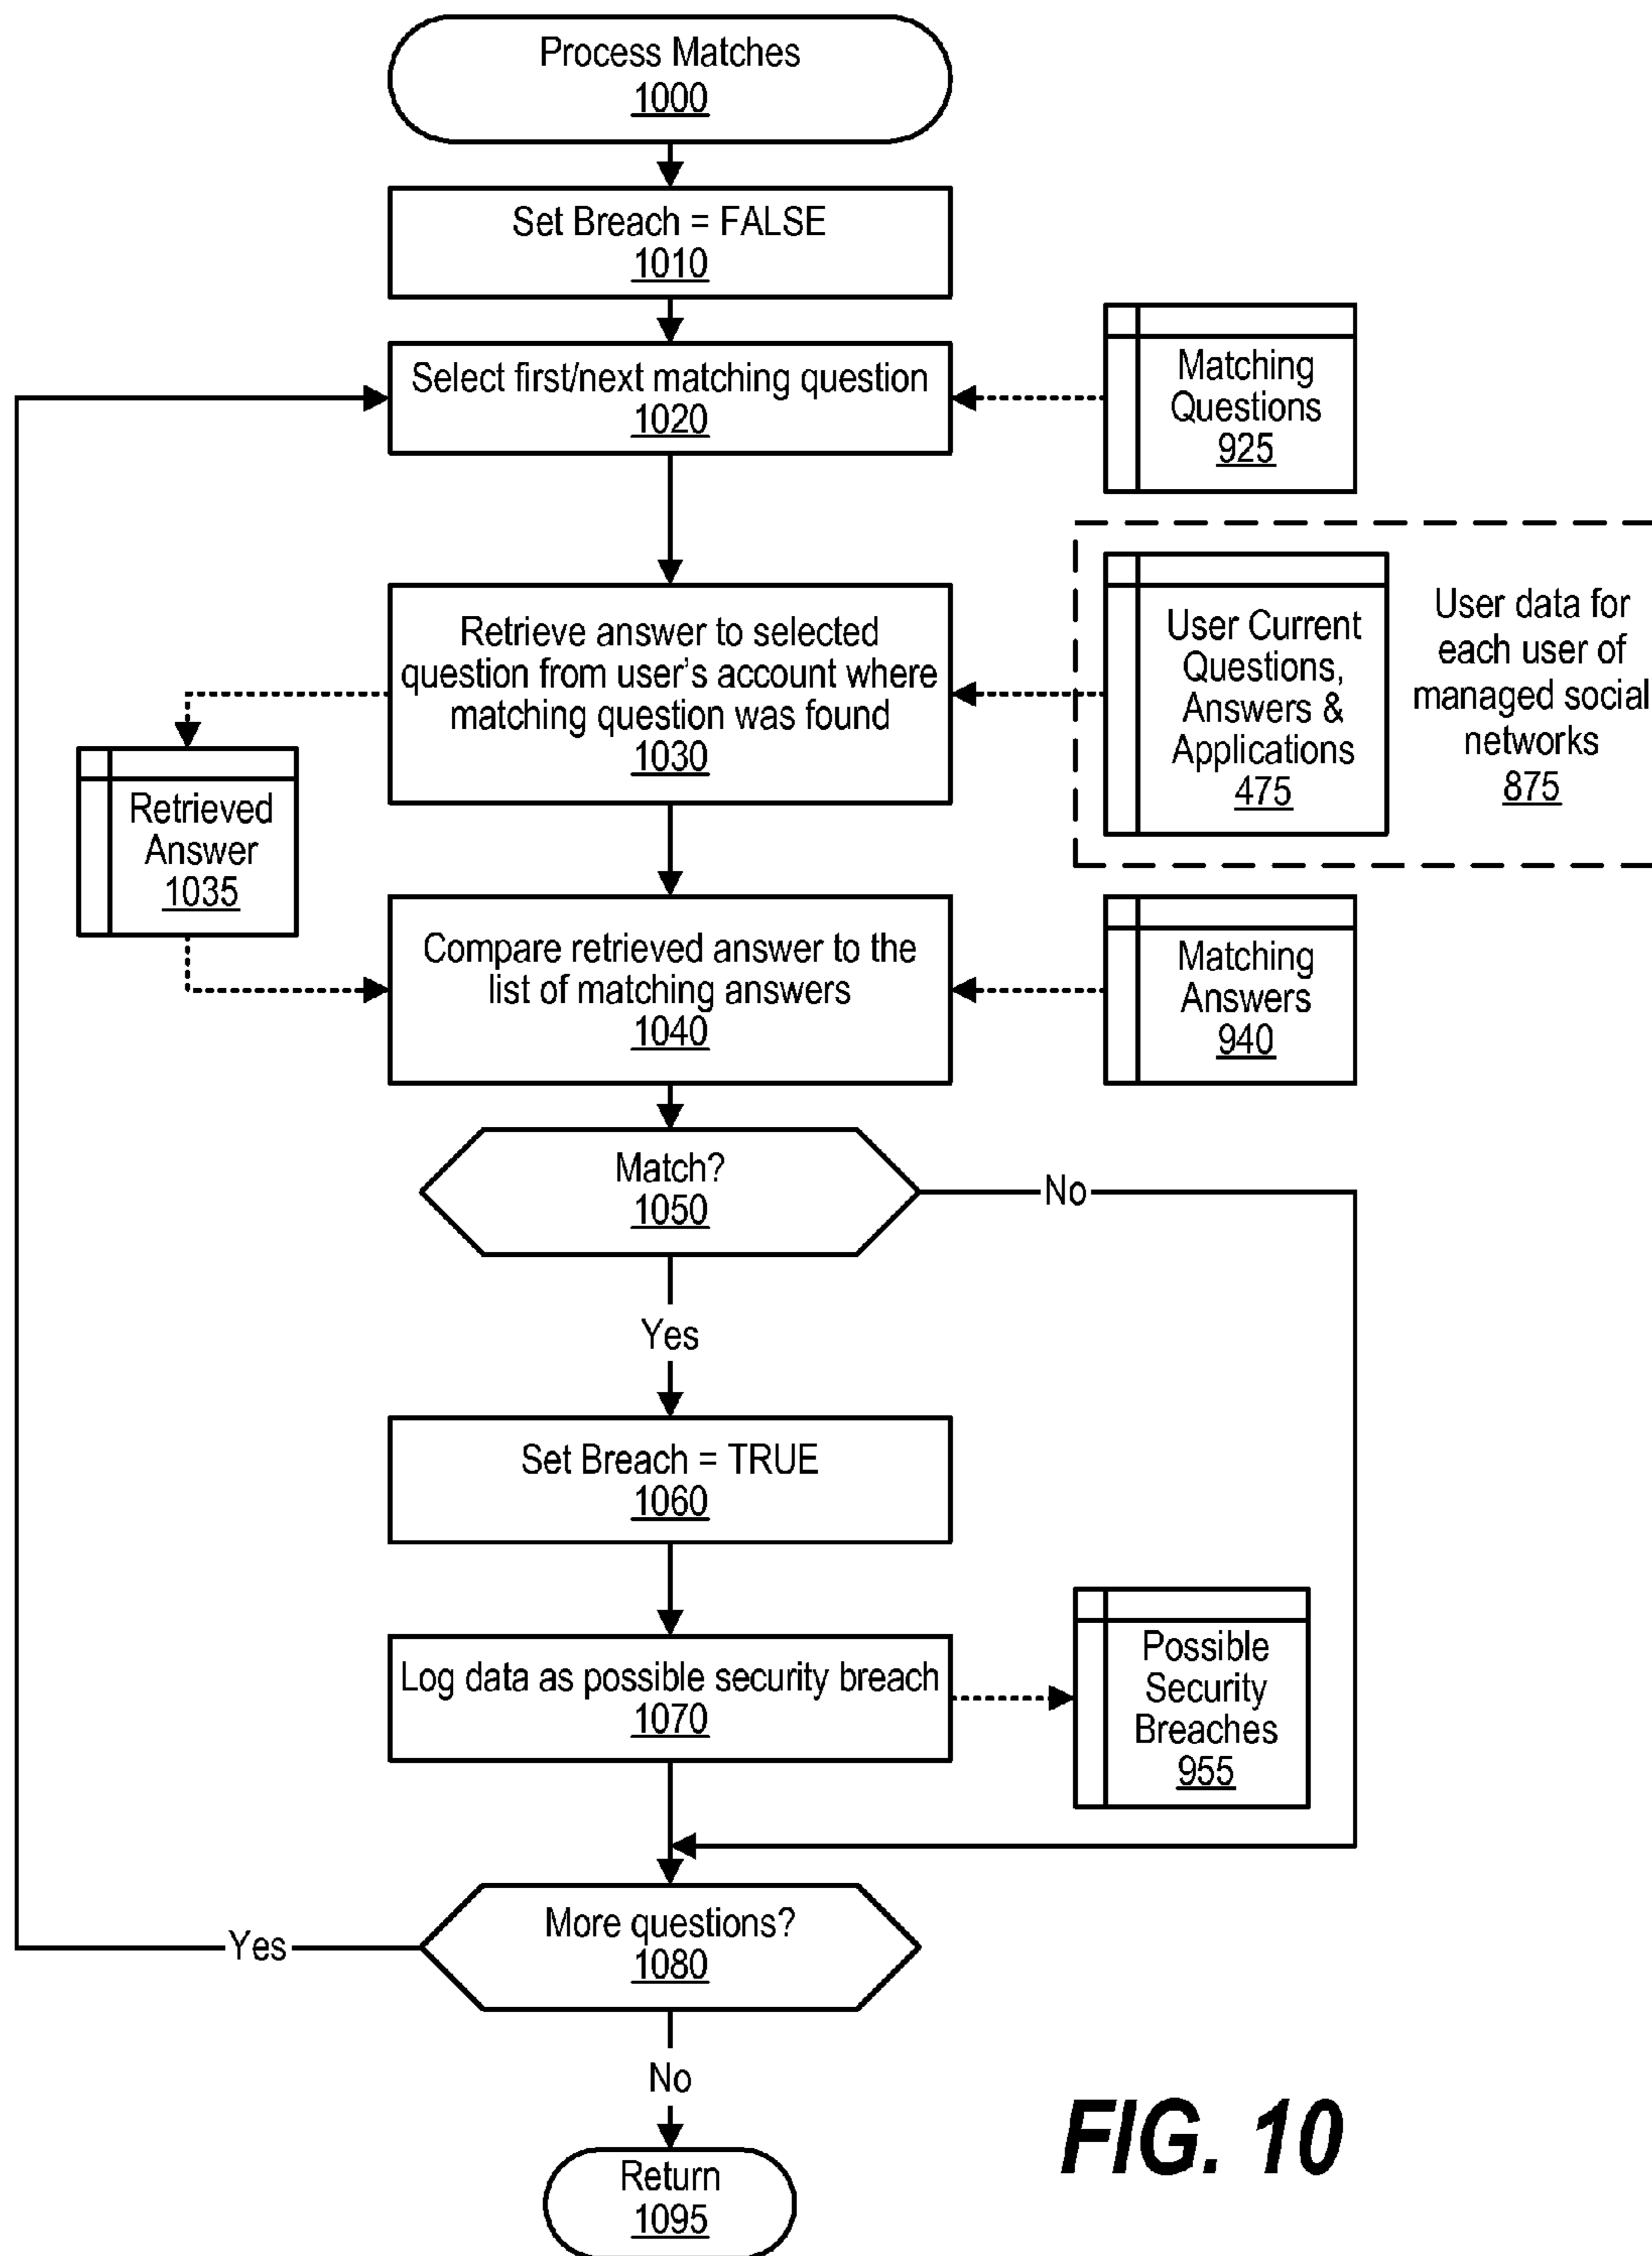 Process Matches
1000
Set Breach = FALSE
1010
Select first/next matching question
1020
Matching
Questions
925
Retrieve answer to selected
question from user's account where
matching question was found
1030
User Current
Questions,
Answers &
Applications
475
User data for
each user of
managed social
networks
875
Retrieved
Answer
1035
Compare retrieved answer to the
list of matching answers
1040
Matching
Answers
940
Match?
1050
No
Yes
Set Breach = TRUE
1060
Log data as possible security breach
1070
Possible
Security
Breaches
955
More questions?
1080
Yes
No
Return
1095
FIG. 10